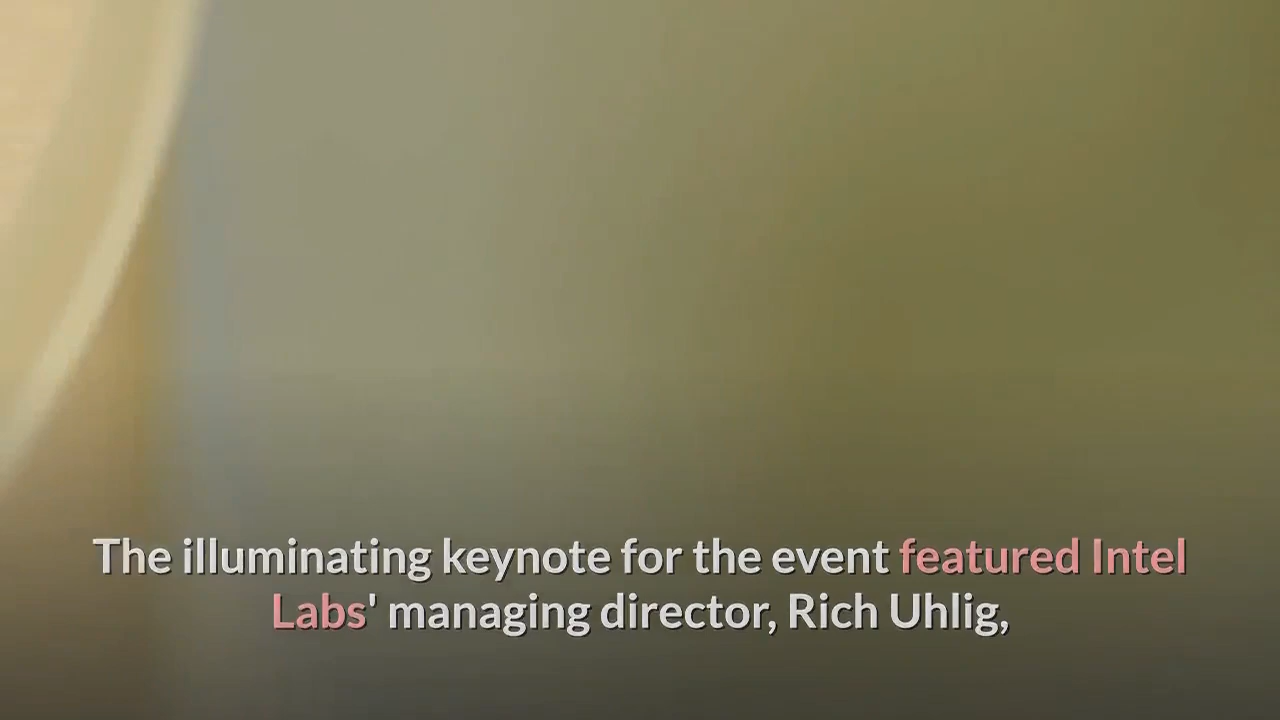 The illuminating keynote for the event featured Intel
Labs' managing director, Rich Uhlig,